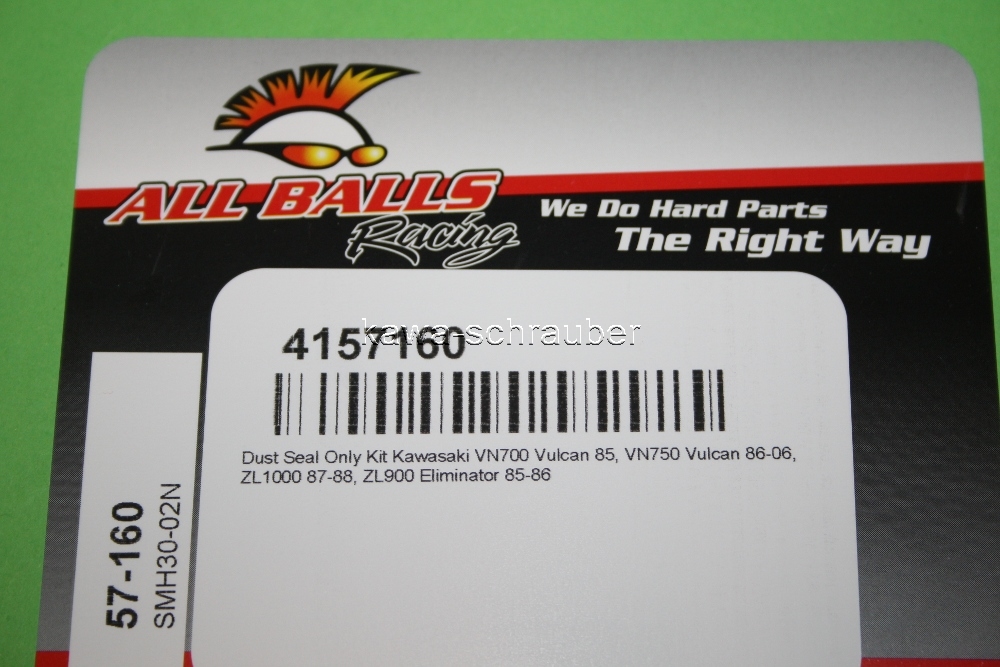 ALL BALLS
Racing
We Do Hard Parts
The Right Way
4157160
kawa-schrauber
Dust Seal Only Kit Kawasaki VN700 Vulcan 85, VN750 Vulcan 86-06,
ZL1000 87-88, ZL900 Eliminator 85-86
57-160
SMH30-02N